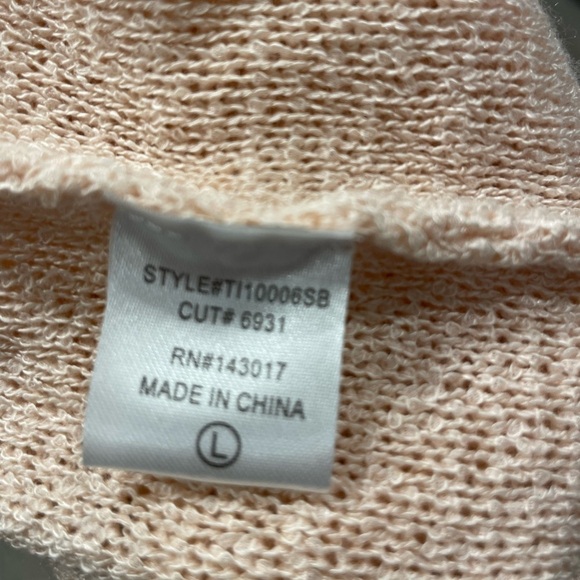 STYLE#TI10006SB
CUT# 6931
RN#143017
MADE IN CHINA
L